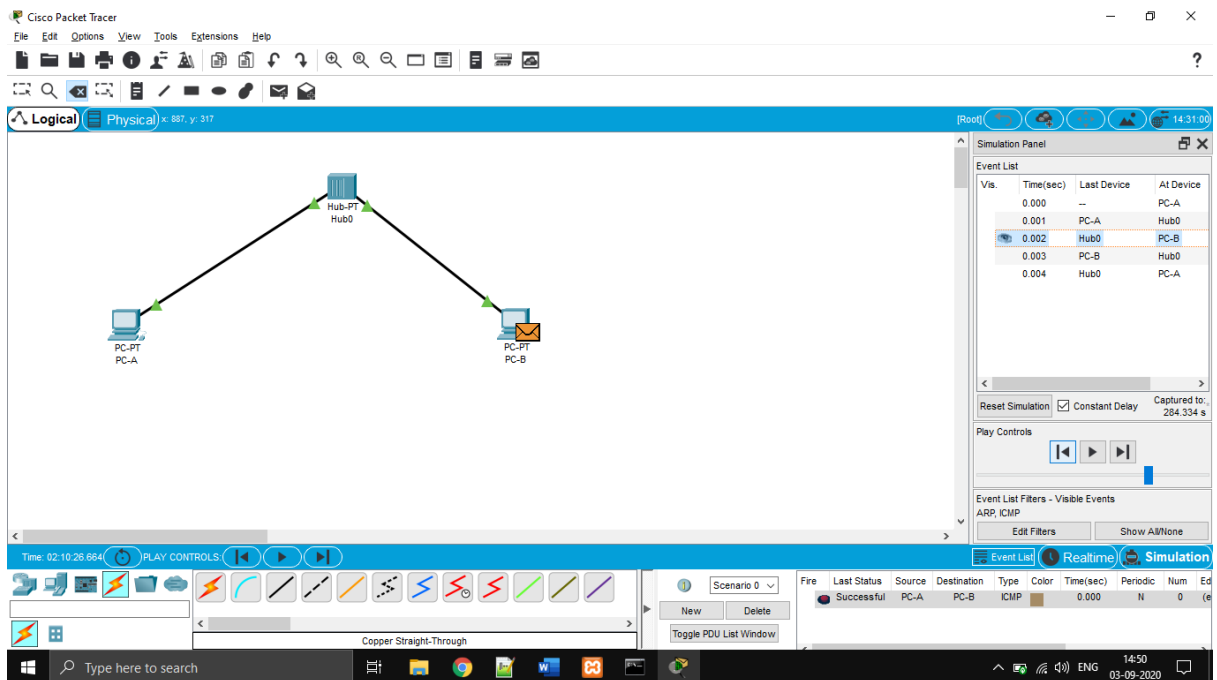 Cisco Packet Tracer
File Edit Options View Tools Extensions Help
?
Logical Physical x: 887, y: 317 [Root] 14:31:00
Simulation Panel
Event List
Vis. Time(sec) Last Device At Device
0.000 -- PC-A
0.001 PC-A Hub0
0.002 Hub0 PC-B
0.003 PC-B Hub0
0.004 Hub0 PC-A
Hub-PT
Hub0
PC-PT
PC-A
PC-PT
PC-B
Reset Simulation Constant Delay Captured to:
284.334 s
Play Controls
Event List Filters - Visible Events
ARP, ICMP
Edit Filters Show All/None
Time: 02:10:26.664 PLAY CONTROLS: Event List Realtime Simulation
Scenario 0
New Delete
Toggle PDU List Window
Fire Last Status Source Destination Type Color Time(sec) Periodic Num Ed
Successful PC-A PC-B ICMP 0.000 N 0 (e
Copper Straight-Through
Type here to search
ENG
14:50
03-09-2020